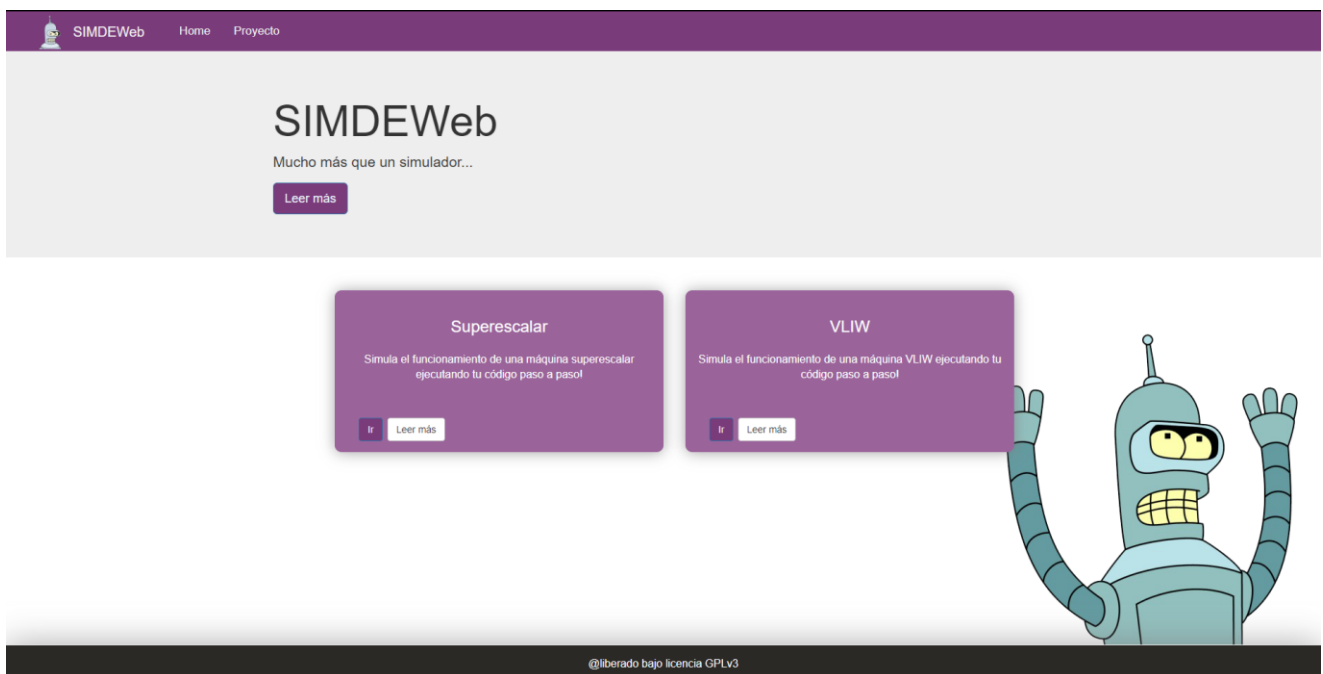 SIMDEWeb Home Proyecto
SIMDEWeb
Mucho más que un simulador...
Leer más
Superescalar
Simula el funcionamiento de una máquina superescalar
ejecutando tu código paso a paso!
Ir Leer más
VLIW
Simula el funcionamiento de una máquina VLIW ejecutando tu
código paso a paso!
Ir Leer más
@liberado bajo licencia GPLv3